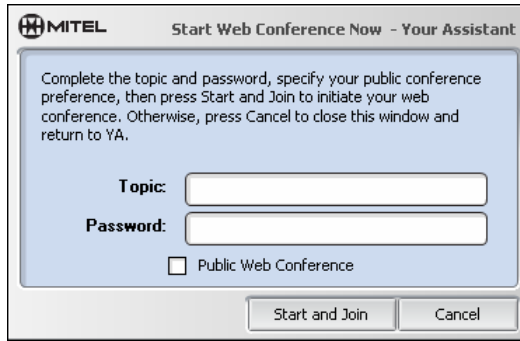 MITEL
Start Web Conference Now - Your Assistant
Complete the topic and password, specify your public conference
preference, then press Start and Join to initiate your web
conference. Otherwise, press Cancel to close this window and
return to YA.
Topic:
Password:
Public Web Conference
Start and Join
Cancel